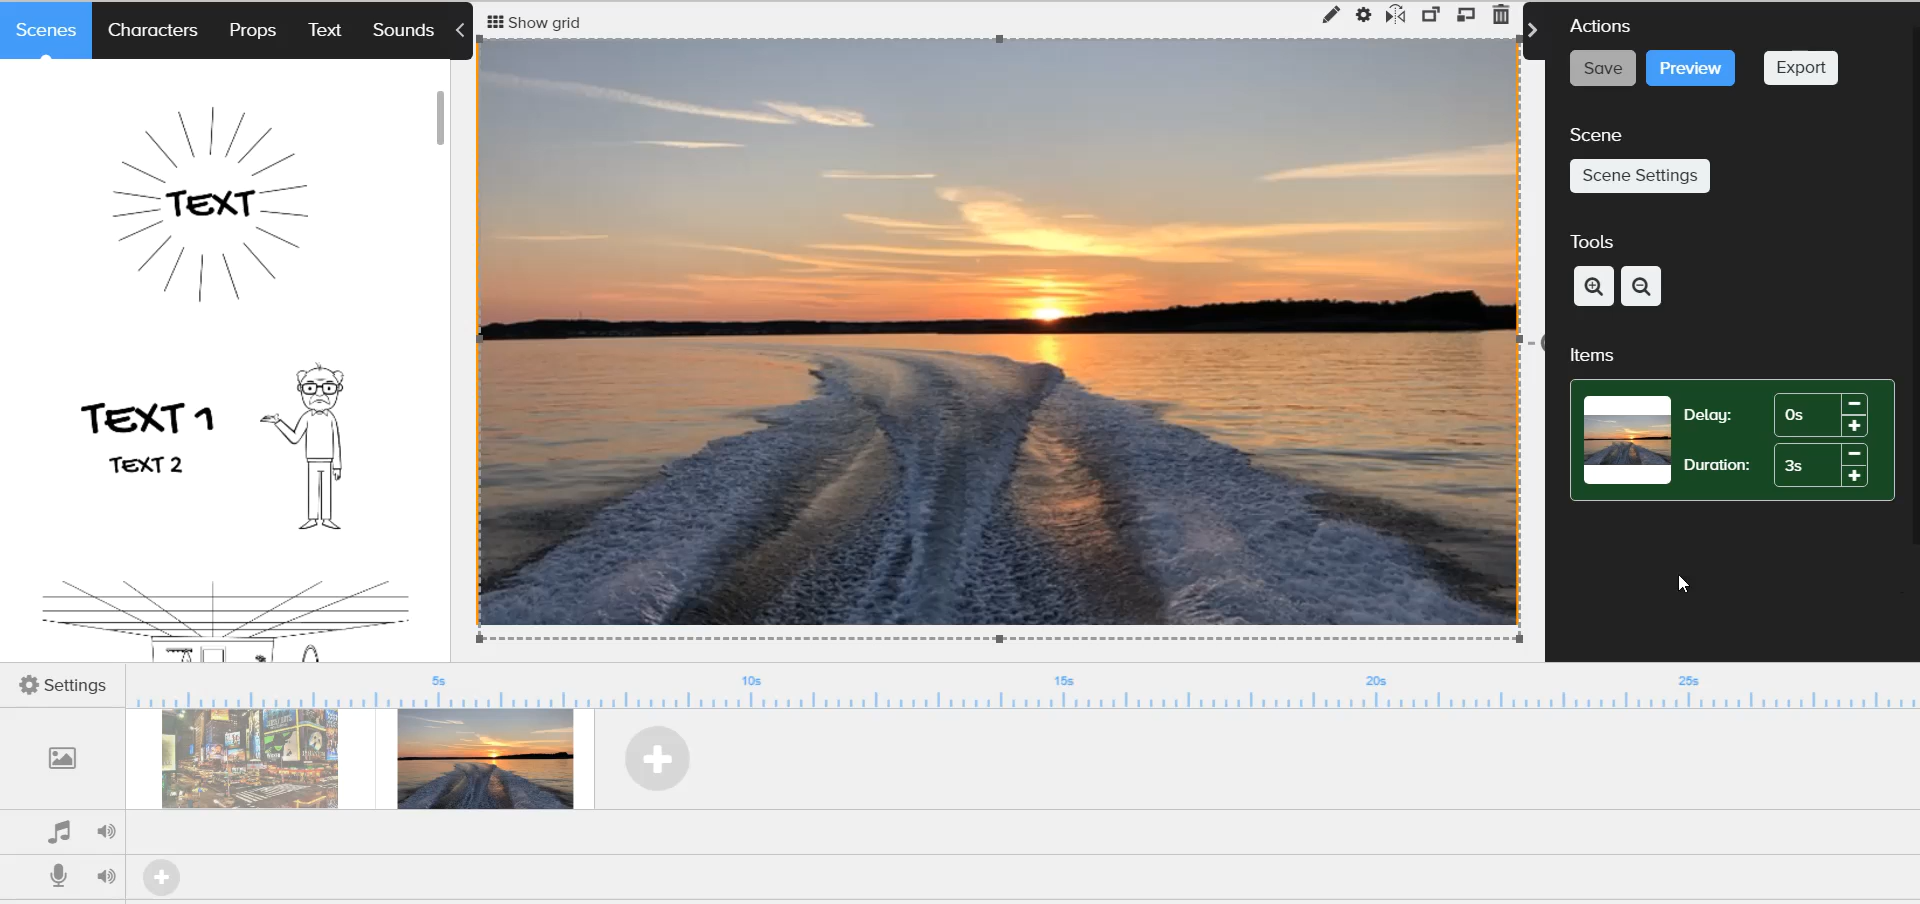 Scenes Characters Props Text Sounds
Show grid
TEXT
TEXT 1
TEXT 2
Actions
Save Preview Export
Scene
Scene Settings
Tools
Items
Delay: 0s
Duration: 3s
Settings
5s 10s 15s 20s 25s